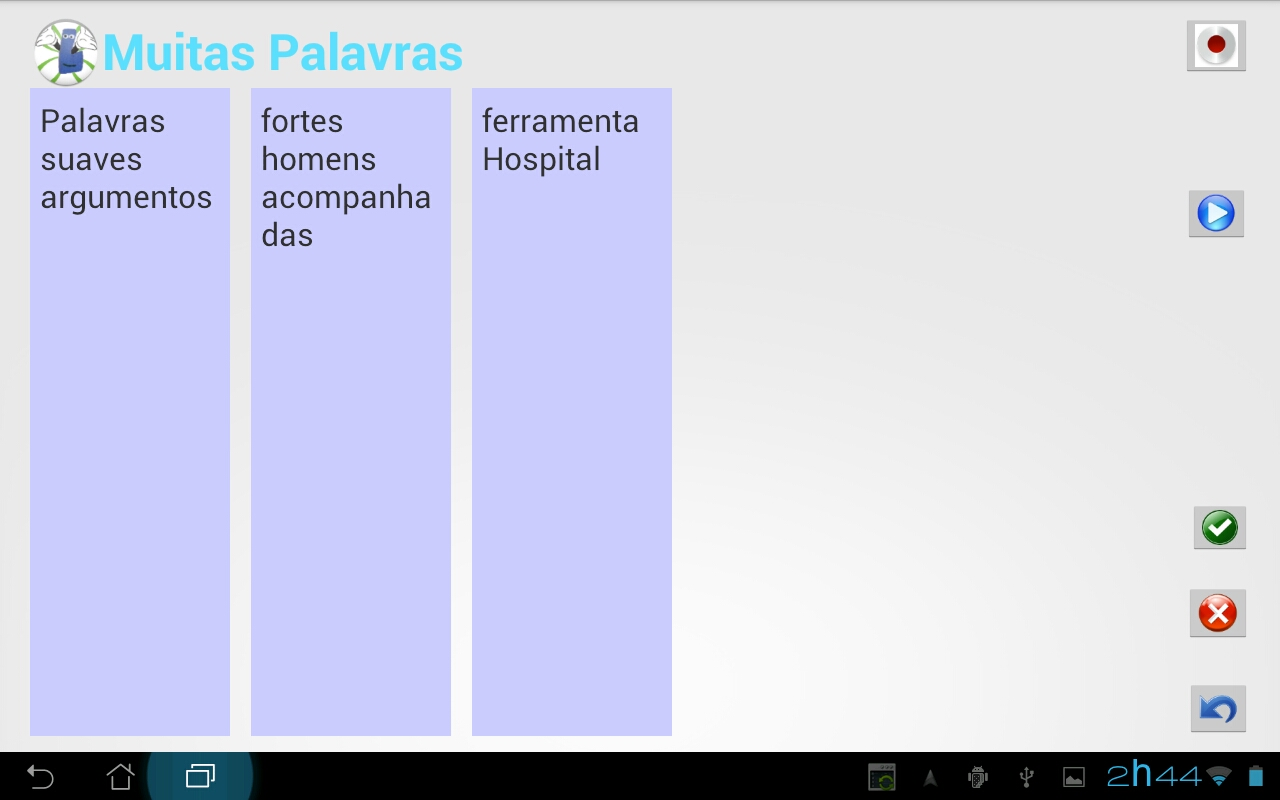 Muitas Palavras
Palavras
suaves
argumentos
fortes
homens
acompanha
das
ferramenta
Hospital
2h44